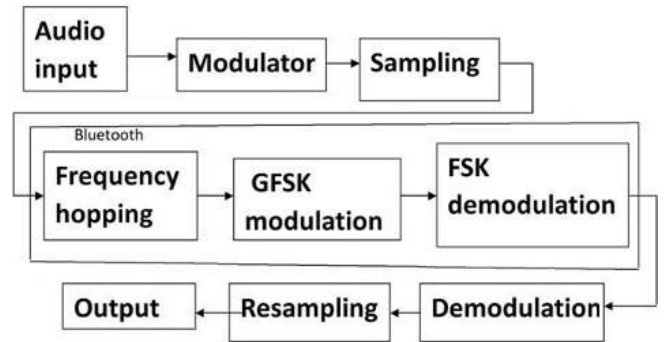 Audio
input
Modulator
Sampling
Bluetooth
Frequency
hopping
GFSK
modulation
FSK
demodulation
Output
Resampling
Demodulation